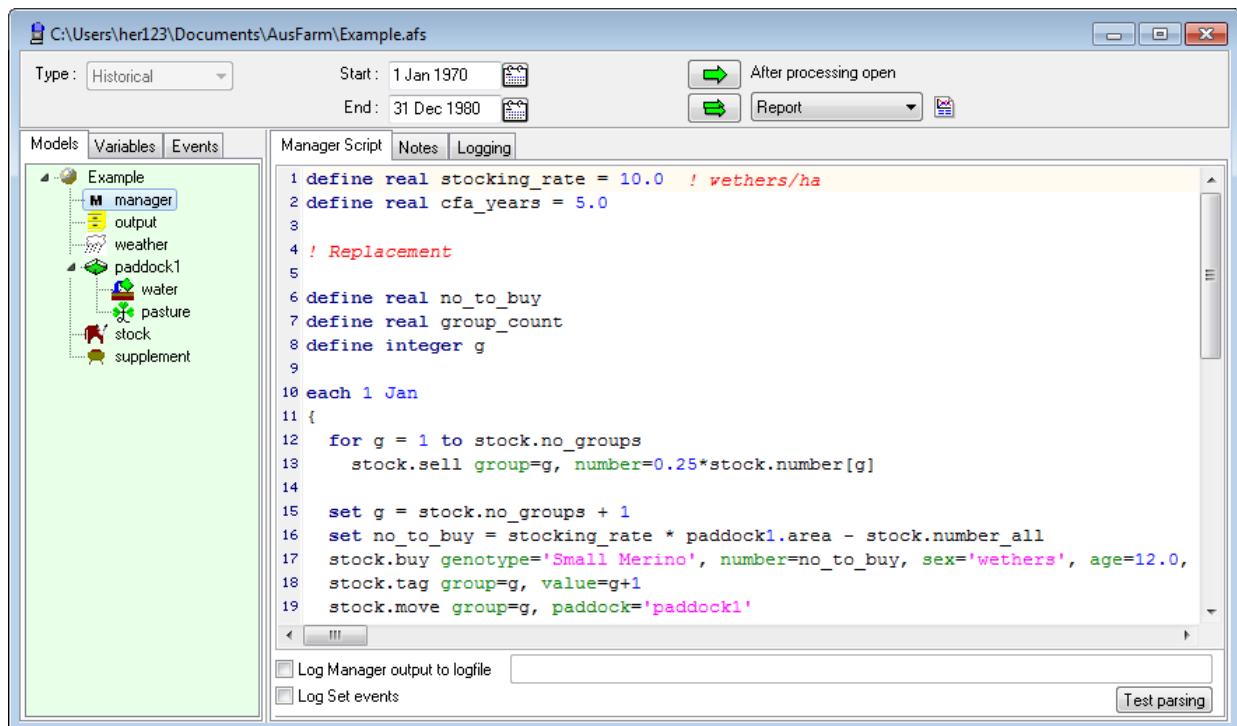 C:\Users\her123\Documents\AusFarm\Example.afs
Type : Historical
Start : 1 Jan 1970
End : 31 Dec 1980
After processing open
Report
Models Variables Events
Example
M manager
output
weather
paddock1
water
pasture
stock
supplement
Manager Script Notes Logging
1 define real stocking_rate = 10.0 ! wethers/ha
2 define real cfa_years = 5.0
3
4 ! Replacement
5
6 define real no_to_buy
7 define real group_count
8 define integer g
9
10 each 1 Jan
11 {
12 for g = 1 to stock.no_groups
13 stock.sell group=g, number=0.25*stock.number[g]
14
15 set g = stock.no_groups + 1
16 set no_to_buy = stocking_rate * paddock1.area - stock.number_all
17 stock.buy genotype='Small Merino', number=no_to_buy, sex='wethers', age=12.0,
18 stock.tag group=g, value=g+1
19 stock.move group=g, paddock='paddock1'
Log Manager output to logfile
Log Set events
Test parsing